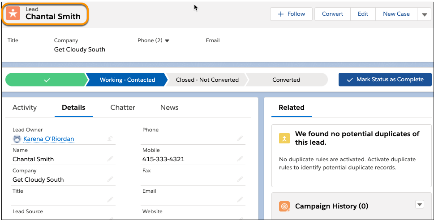 Lead
Chantal Smith
+ Follow
Convert
Edit
New Case
Title
Company
Phone (2)
Email
Get Cloudy South
Working - Contacted
Closed - Not Converted
Converted
Mark Status as Complete
Activity
Details
Chatter
News
Lead Owner
Karena O'Riordan
Phone
Name
Chantal Smith
Mobile
415-333-4321
Company
Get Cloudy South
Fax
Title
Email
Lead Source
Website
Related
We found no potential duplicates of
this lead.
No duplicate rules are activated. Activate duplicate
rules to identify potential duplicate records.
Campaign History (0)